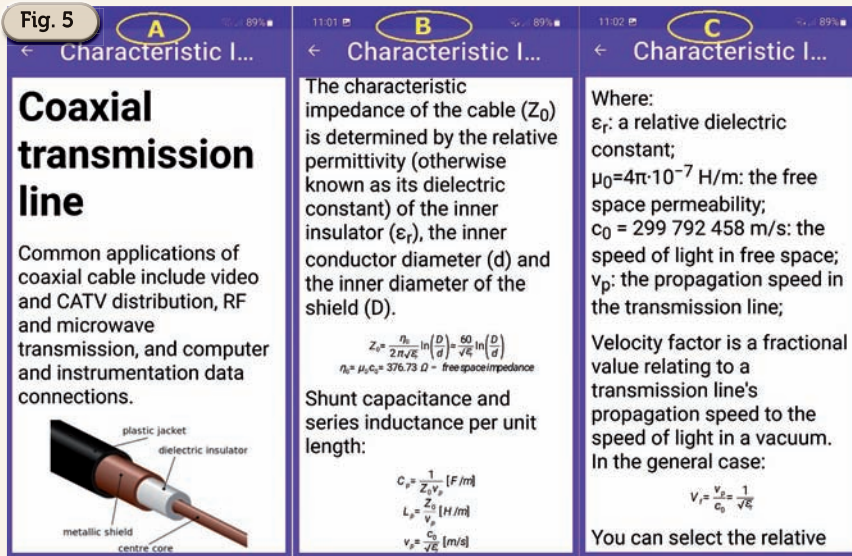 Fig. 5
A
89%
← Characteristic I...
Coaxial
transmission
line
Common applications of
coaxial cable include video
and CATV distribution, RF
and microwave
transmission, and computer
and instrumentation data
connections.
plastic jacket
dielectric insulator
metallic shield
centre core
11:01
B
89%
← Characteristic I...
The characteristic
impedance of the cable (Z₀)
is determined by the relative
permittivity (otherwise
known as its dielectric
constant) of the inner
insulator (εᵣ), the inner
conductor diameter (d) and
the inner diameter of the
shield (D).
Z₀= η₀/(2π√εᵣ) ln(D/d)= 60/√εᵣ ln(D/d)
η₀= μ₀c₀= 376.73 Ω - free space impedance
Shunt capacitance and
series inductance per unit
length:
Cₚ= 1/(Z₀vₚ) [F/m]
Lₚ= Z₀/vₚ [H/m]
vₚ= c₀/√εᵣ [m/s]
11:02
C
89%
← Characteristic I...
Where:
εᵣ: a relative dielectric
constant;
μ₀=4π·10⁻⁷ H/m: the free
space permeability;
c₀ = 299 792 458 m/s: the
speed of light in free space;
vₚ: the propagation speed in
the transmission line;
Velocity factor is a fractional
value relating to a
transmission line's
propagation speed to the
speed of light in a vacuum.
In the general case:
V_f= vₚ/c₀= 1/√εᵣ
You can select the relative